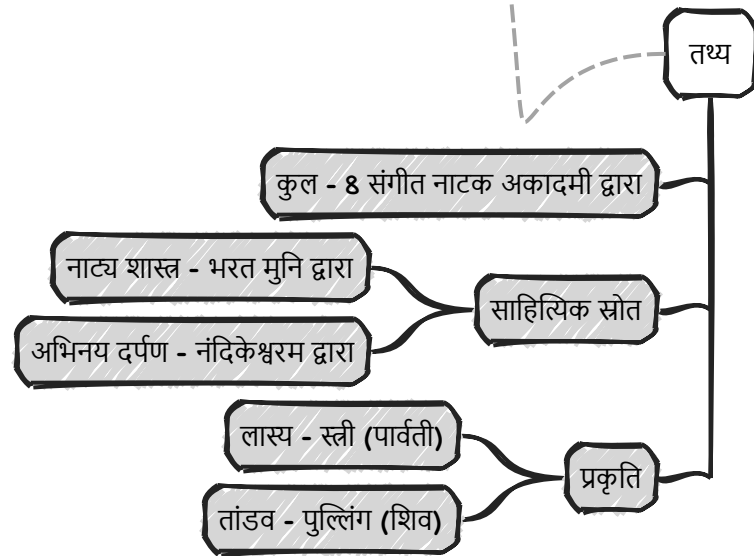 तथ्य
कुल - 8 संगीत नाटक अकादमी द्वारा
साहित्यिक स्रोत
नाट्य शास्त्र - भरत मुनि द्वारा
अभिनय दर्पण - नंदिकेश्वरम द्वारा
प्रकृति
लास्य - स्त्री (पार्वती)
तांडव - पुल्लिंग (शिव)